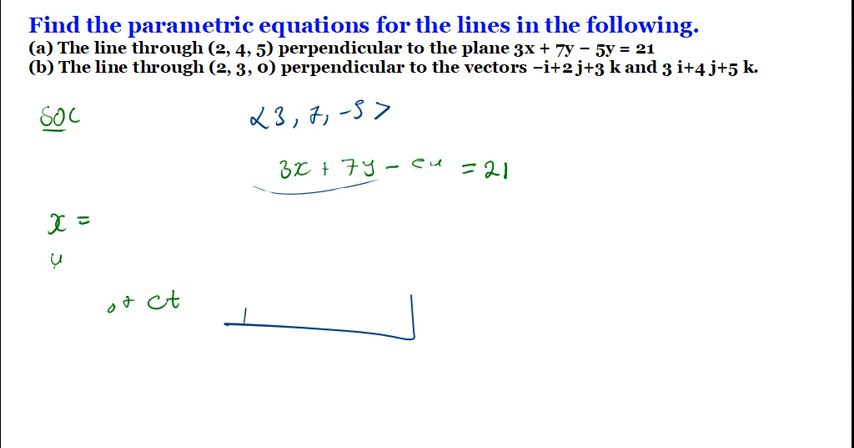 Find the parametric equations for the lines in the following.
(a) The line through (2, 4, 5) perpendicular to the plane 3x + 7y − 5y = 21
(b) The line through (2, 3, 0) perpendicular to the vectors −i+2 j+3 k and 3 i+4 j+5 k.
<3, 7, -5>
3x + 7y - = 21
x =
y
+ ct